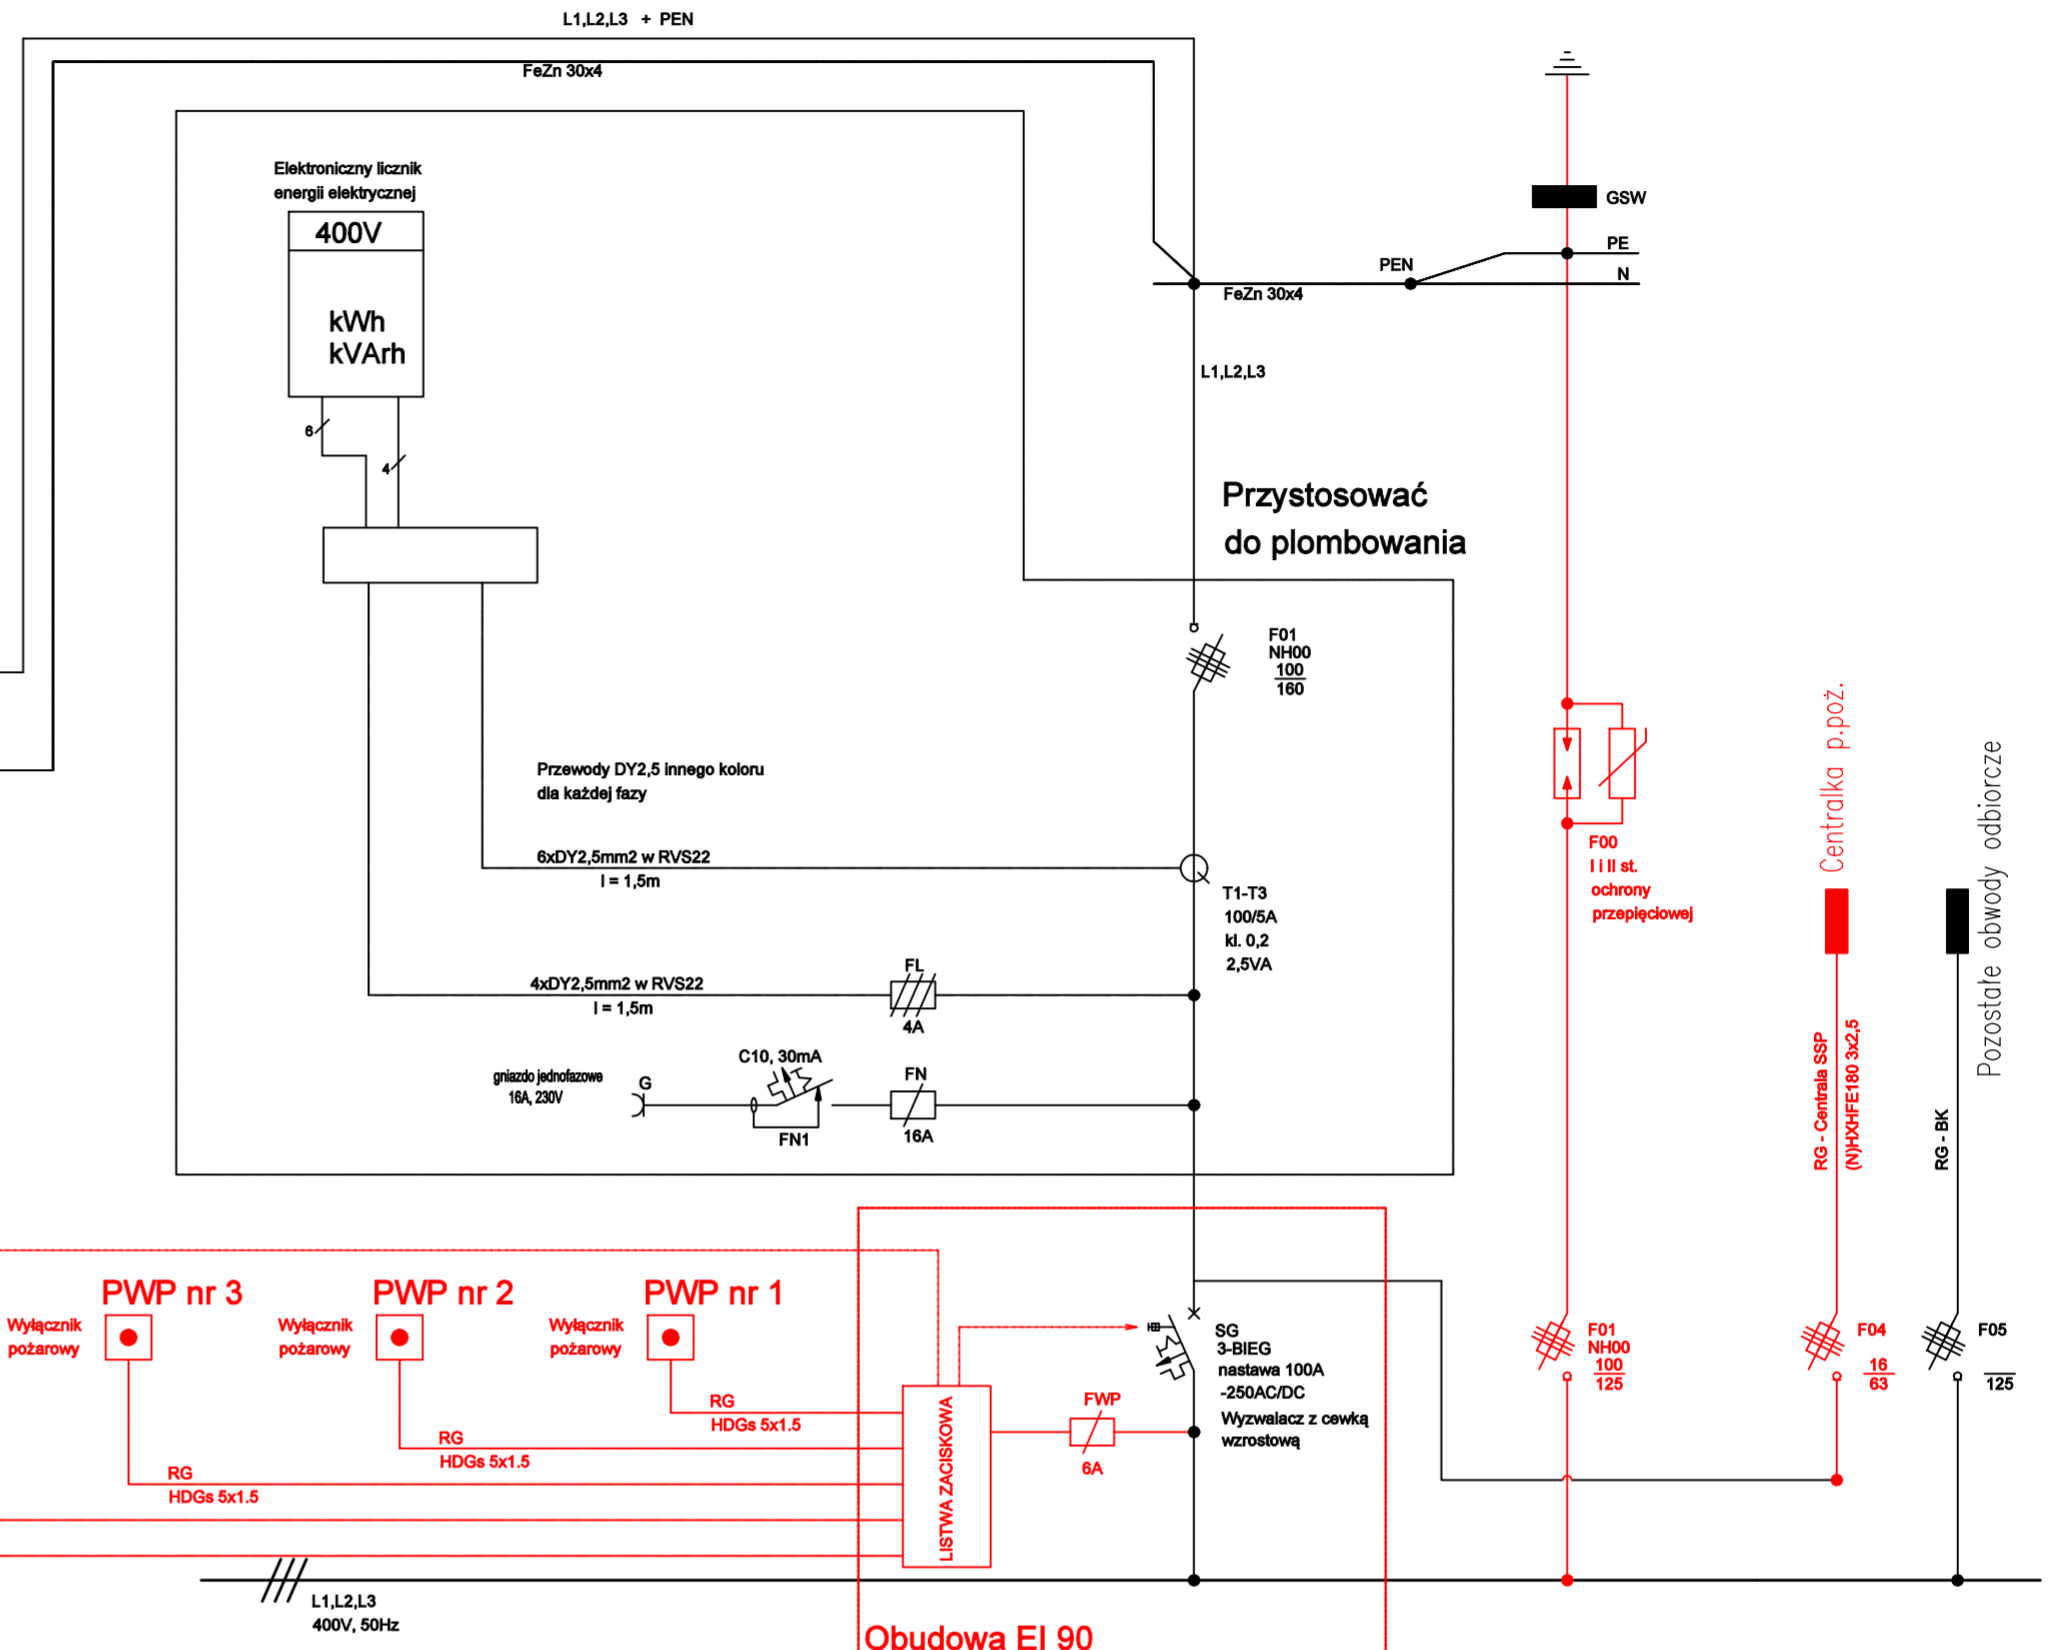 L1,L2,L3 + PEN
FeZn 30x4
Elektroniczny licznik
energii elektrycznej
400V
kWh
kVArh
6
4
GSW
PE
PEN
N
FeZn 30x4
L1,L2,L3
Przystosować
do plombowania
F01
NH00
100
160
Przewody DY2,5 innego koloru
dla każdej fazy
6xDY2,5mm2 w RVS22
l = 1,5m
T1-T3
100/5A
kl. 0,2
2,5VA
4xDY2,5mm2 w RVS22
l = 1,5m
FL
4A
gniazdo jednofazowe
16A, 230V
G
C10, 30mA
FN1
FN
16A
F00
I i II st.
ochrony
przepięciowej
Centralka p.poż.
Pozostałe obwody odbiorcze
RG - Centrala SSP
(N)HXHFE180 3x2,5
RG - BK
PWP nr 3
Wyłącznik
pożarowy
PWP nr 2
Wyłącznik
pożarowy
PWP nr 1
Wyłącznik
pożarowy
RG
HDGs 5x1.5
RG
HDGs 5x1.5
RG
HDGs 5x1.5
LISTWA ZACISKOWA
FWP
6A
SG
3-BIEG
nastawa 100A
-250AC/DC
Wyzwalacz z cewką
wzrostową
F01
NH00
100
125
F04
16
63
F05
125
L1,L2,L3
400V, 50Hz
Obudowa EI 90